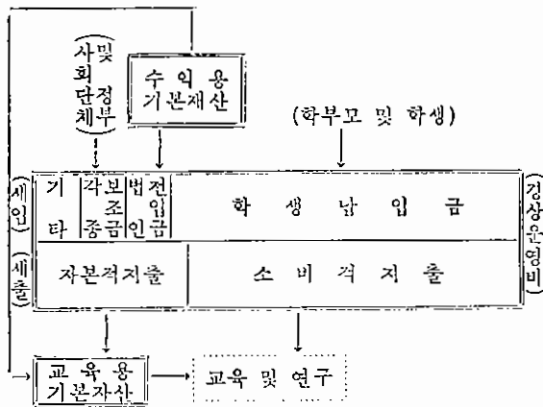 (사회단체 및 정부)
수 익 용
기본재산
(학부모 및 학생)
(세입)
기타
각종
보조금
법인
전입금
학 생 납 입 금
(경상운영비)
(세출)
자본적지출
소 비 적 지 출
교 육 용
기본자산
교육 및 연구